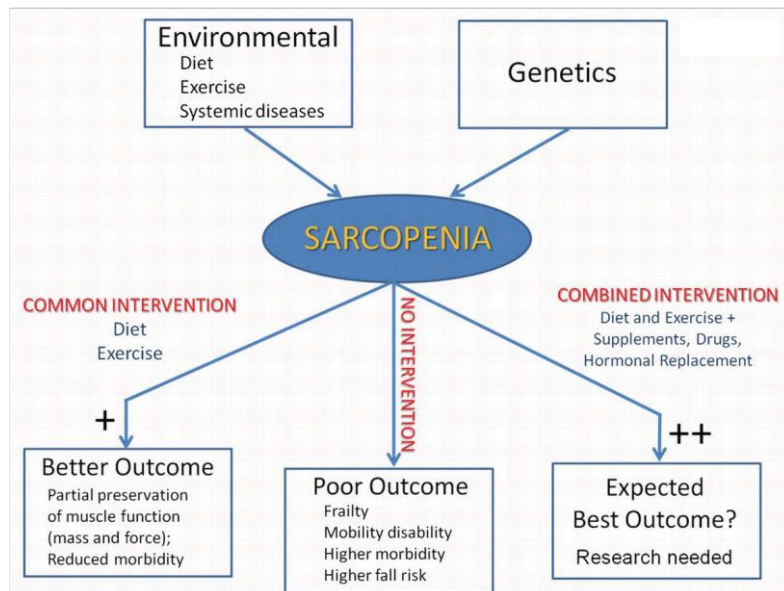 Environmental
Diet
Exercise
Systemic diseases
Genetics
SARCOPENIA
COMMON INTERVENTION
Diet
Exercise
NO INTERVENTION
COMBINED INTERVENTION
Diet and Exercise +
Supplements, Drugs,
Hormonal Replacement
+
++
Better Outcome
Partial preservation
of muscle function
(mass and force);
Reduced morbidity
Poor Outcome
Frailty
Mobility disability
Higher morbidity
Higher fall risk
Expected
Best Outcome?
Research needed